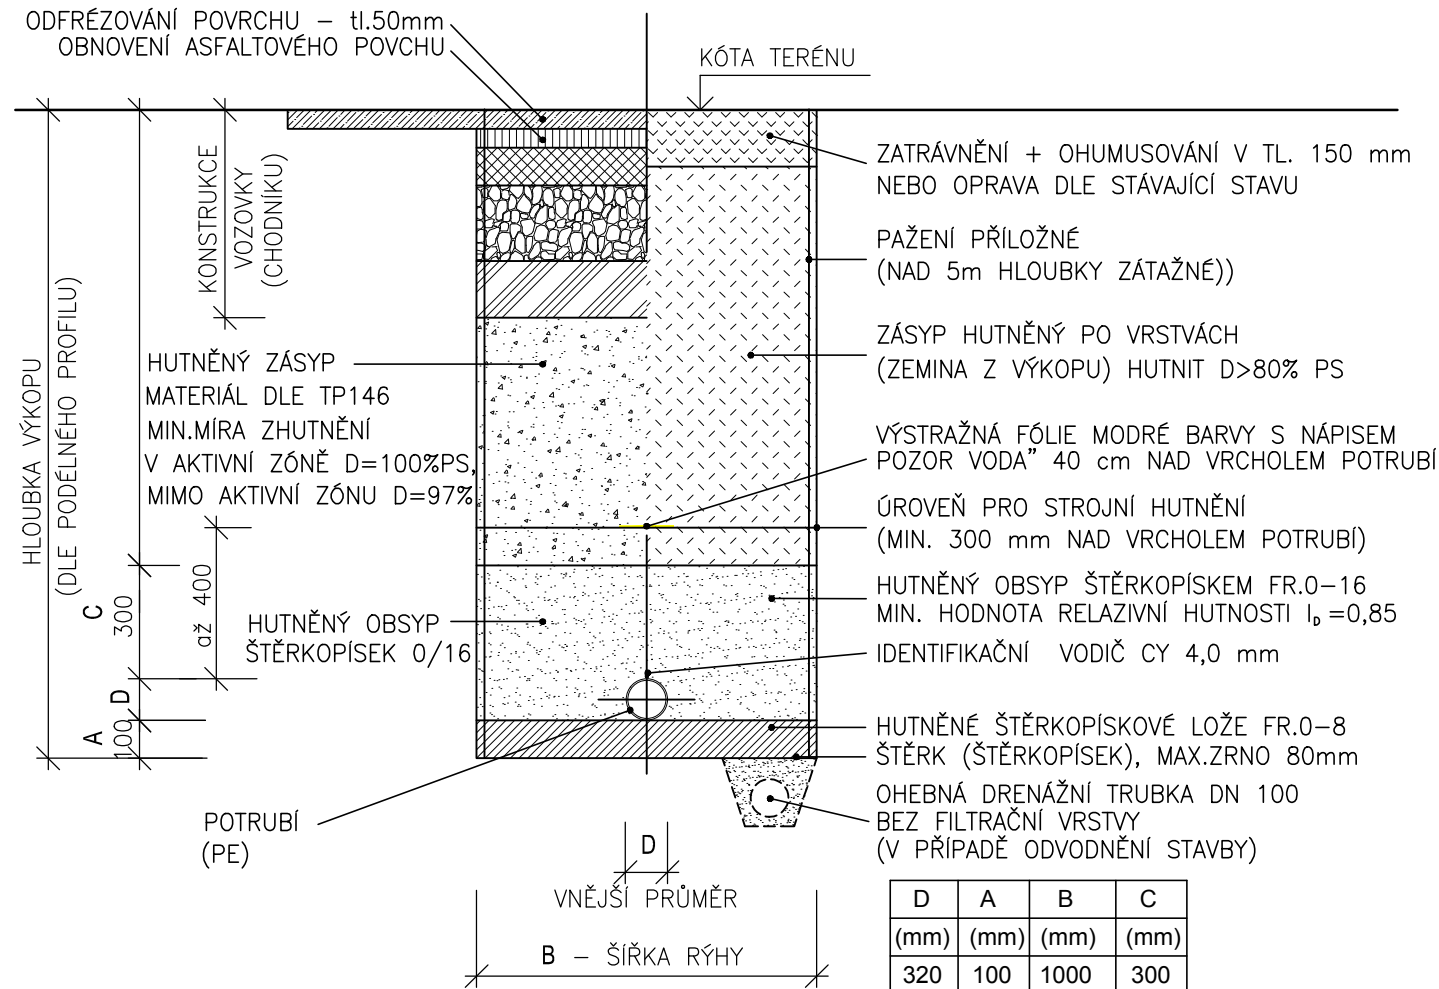 ODFRÉZOVÁNÍ POVRCHU – tl.50mm
OBNOVENÍ ASFALTOVÉHO POVCHU
KÓTA TERÉNU
ZATRÁVNĚNÍ + OHUMUSOVÁNÍ V TL. 150 mm
NEBO OPRAVA DLE STÁVAJÍCÍ STAVU
PAŽENÍ PŘÍLOŽNÉ
(NAD 5m HLOUBKY ZÁTAŽNÉ))
ZÁSYP HUTNĚNÝ PO VRSTVÁCH
(ZEMINA Z VÝKOPU) HUTNIT D>80% PS
VÝSTRAŽNÁ FÓLIE MODRÉ BARVY S NÁPISEM
POZOR VODA" 40 cm NAD VRCHOLEM POTRUBÍ
ÚROVEŇ PRO STROJNÍ HUTNĚNÍ
(MIN. 300 mm NAD VRCHOLEM POTRUBÍ)
HUTNĚNÝ OBSYP ŠTĚRKOPÍSKEM FR.0–16
MIN. HODNOTA RELAZIVNÍ HUTNOSTI I_D =0,85
IDENTIFIKAČNÍ VODIČ CY 4,0 mm
HUTNĚNÉ ŠTĚRKOPÍSKOVÉ LOŽE FR.0–8
ŠTĚRK (ŠTĚRKOPÍSEK), MAX.ZRNO 80mm
OHEBNÁ DRENÁŽNÍ TRUBKA DN 100
BEZ FILTRAČNÍ VRSTVY
(V PŘÍPADĚ ODVODNĚNÍ STAVBY)
KONSTRUKCE
VOZOVKY
(CHODNÍKU)
HLOUBKA VÝKOPU
(DLE PODÉLNÉHO PROFILU)
HUTNĚNÝ ZÁSYP
MATERIÁL DLE TP146
MIN.MÍRA ZHUTNĚNÍ
V AKTIVNÍ ZÓNĚ D=100%PS,
MIMO AKTIVNÍ ZÓNU D=97%
C
300
až 400
D
A
100
HUTNĚNÝ OBSYP
ŠTĚRKOPÍSEK 0/16
POTRUBÍ
(PE)
D
VNĚJŠÍ PRŮMĚR
B – ŠÍŘKA RÝHY
D A B C
(mm) (mm) (mm) (mm)
320 100 1000 300